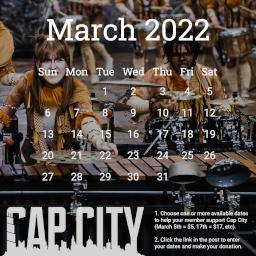 March 2022
Sun Mon Tue Wed Thu Fri Sat
1 2 3 4 5
6 7 8 9 10 11 12
13 14 15 16 17 18 19
20 21 22 23 24 25 26
27 28 29 30 31
CAP CITY
1. Choose one or more available dates
to help your member support Cap City
(March 5th = $5, 17th = $17, etc).
2. Click the link in the post to enter
your dates and make your donation.